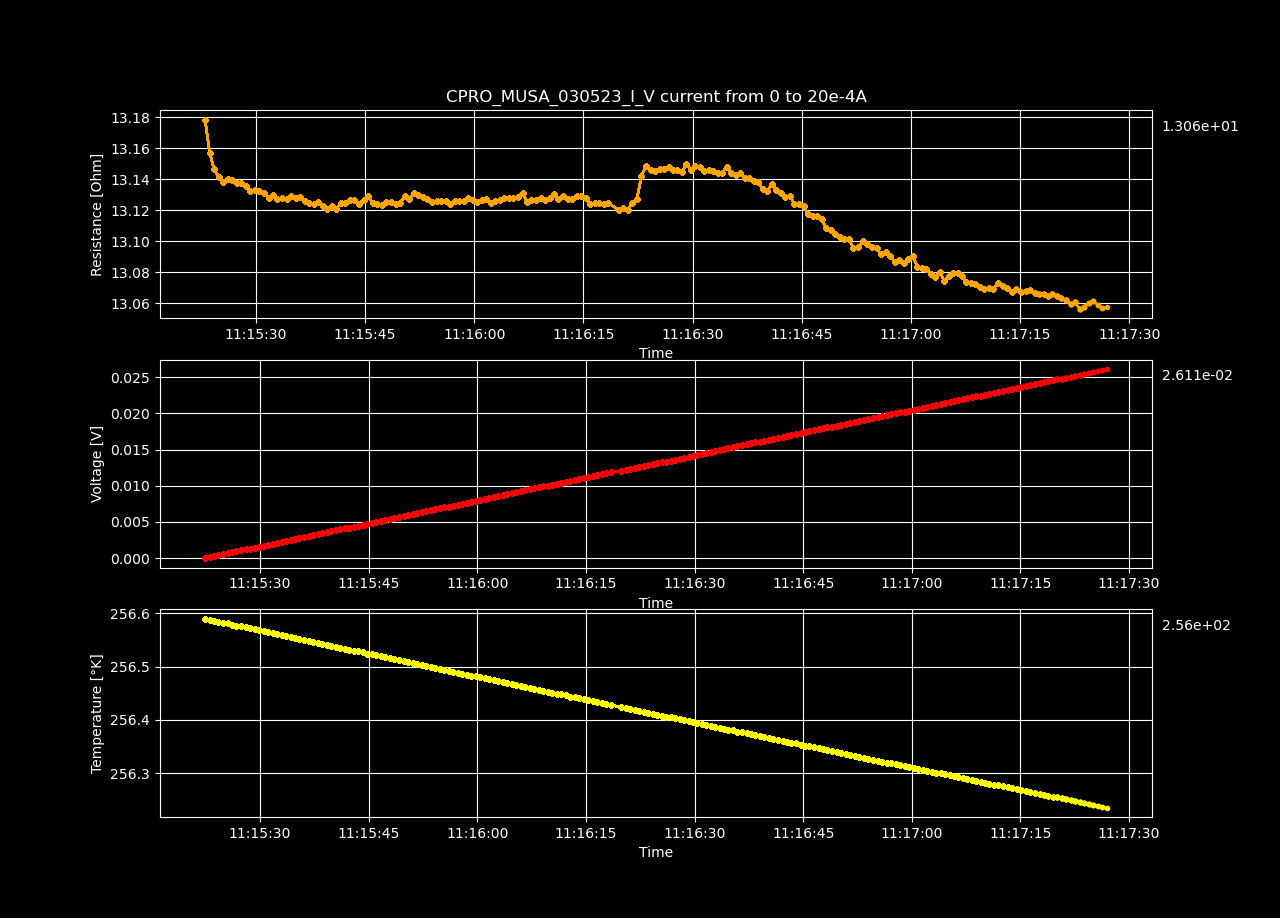 CPRO_MUSA_030523_I_V current from 0 to 20e-4A
13.18
13.16
13.14
13.12
13.10
13.08
13.06
Resistance [Ohm]
1.306e+01
11:15:30 11:15:45 11:16:00 11:16:15 11:16:30 11:16:45 11:17:00 11:17:15 11:17:30
Time
0.025
0.020
0.015
0.010
0.005
0.000
Voltage [V]
2.611e-02
11:15:30 11:15:45 11:16:00 11:16:15 11:16:30 11:16:45 11:17:00 11:17:15 11:17:30
Time
256.6
256.5
256.4
256.3
Temperature [°K]
2.56e+02
11:15:30 11:15:45 11:16:00 11:16:15 11:16:30 11:16:45 11:17:00 11:17:15 11:17:30
Time